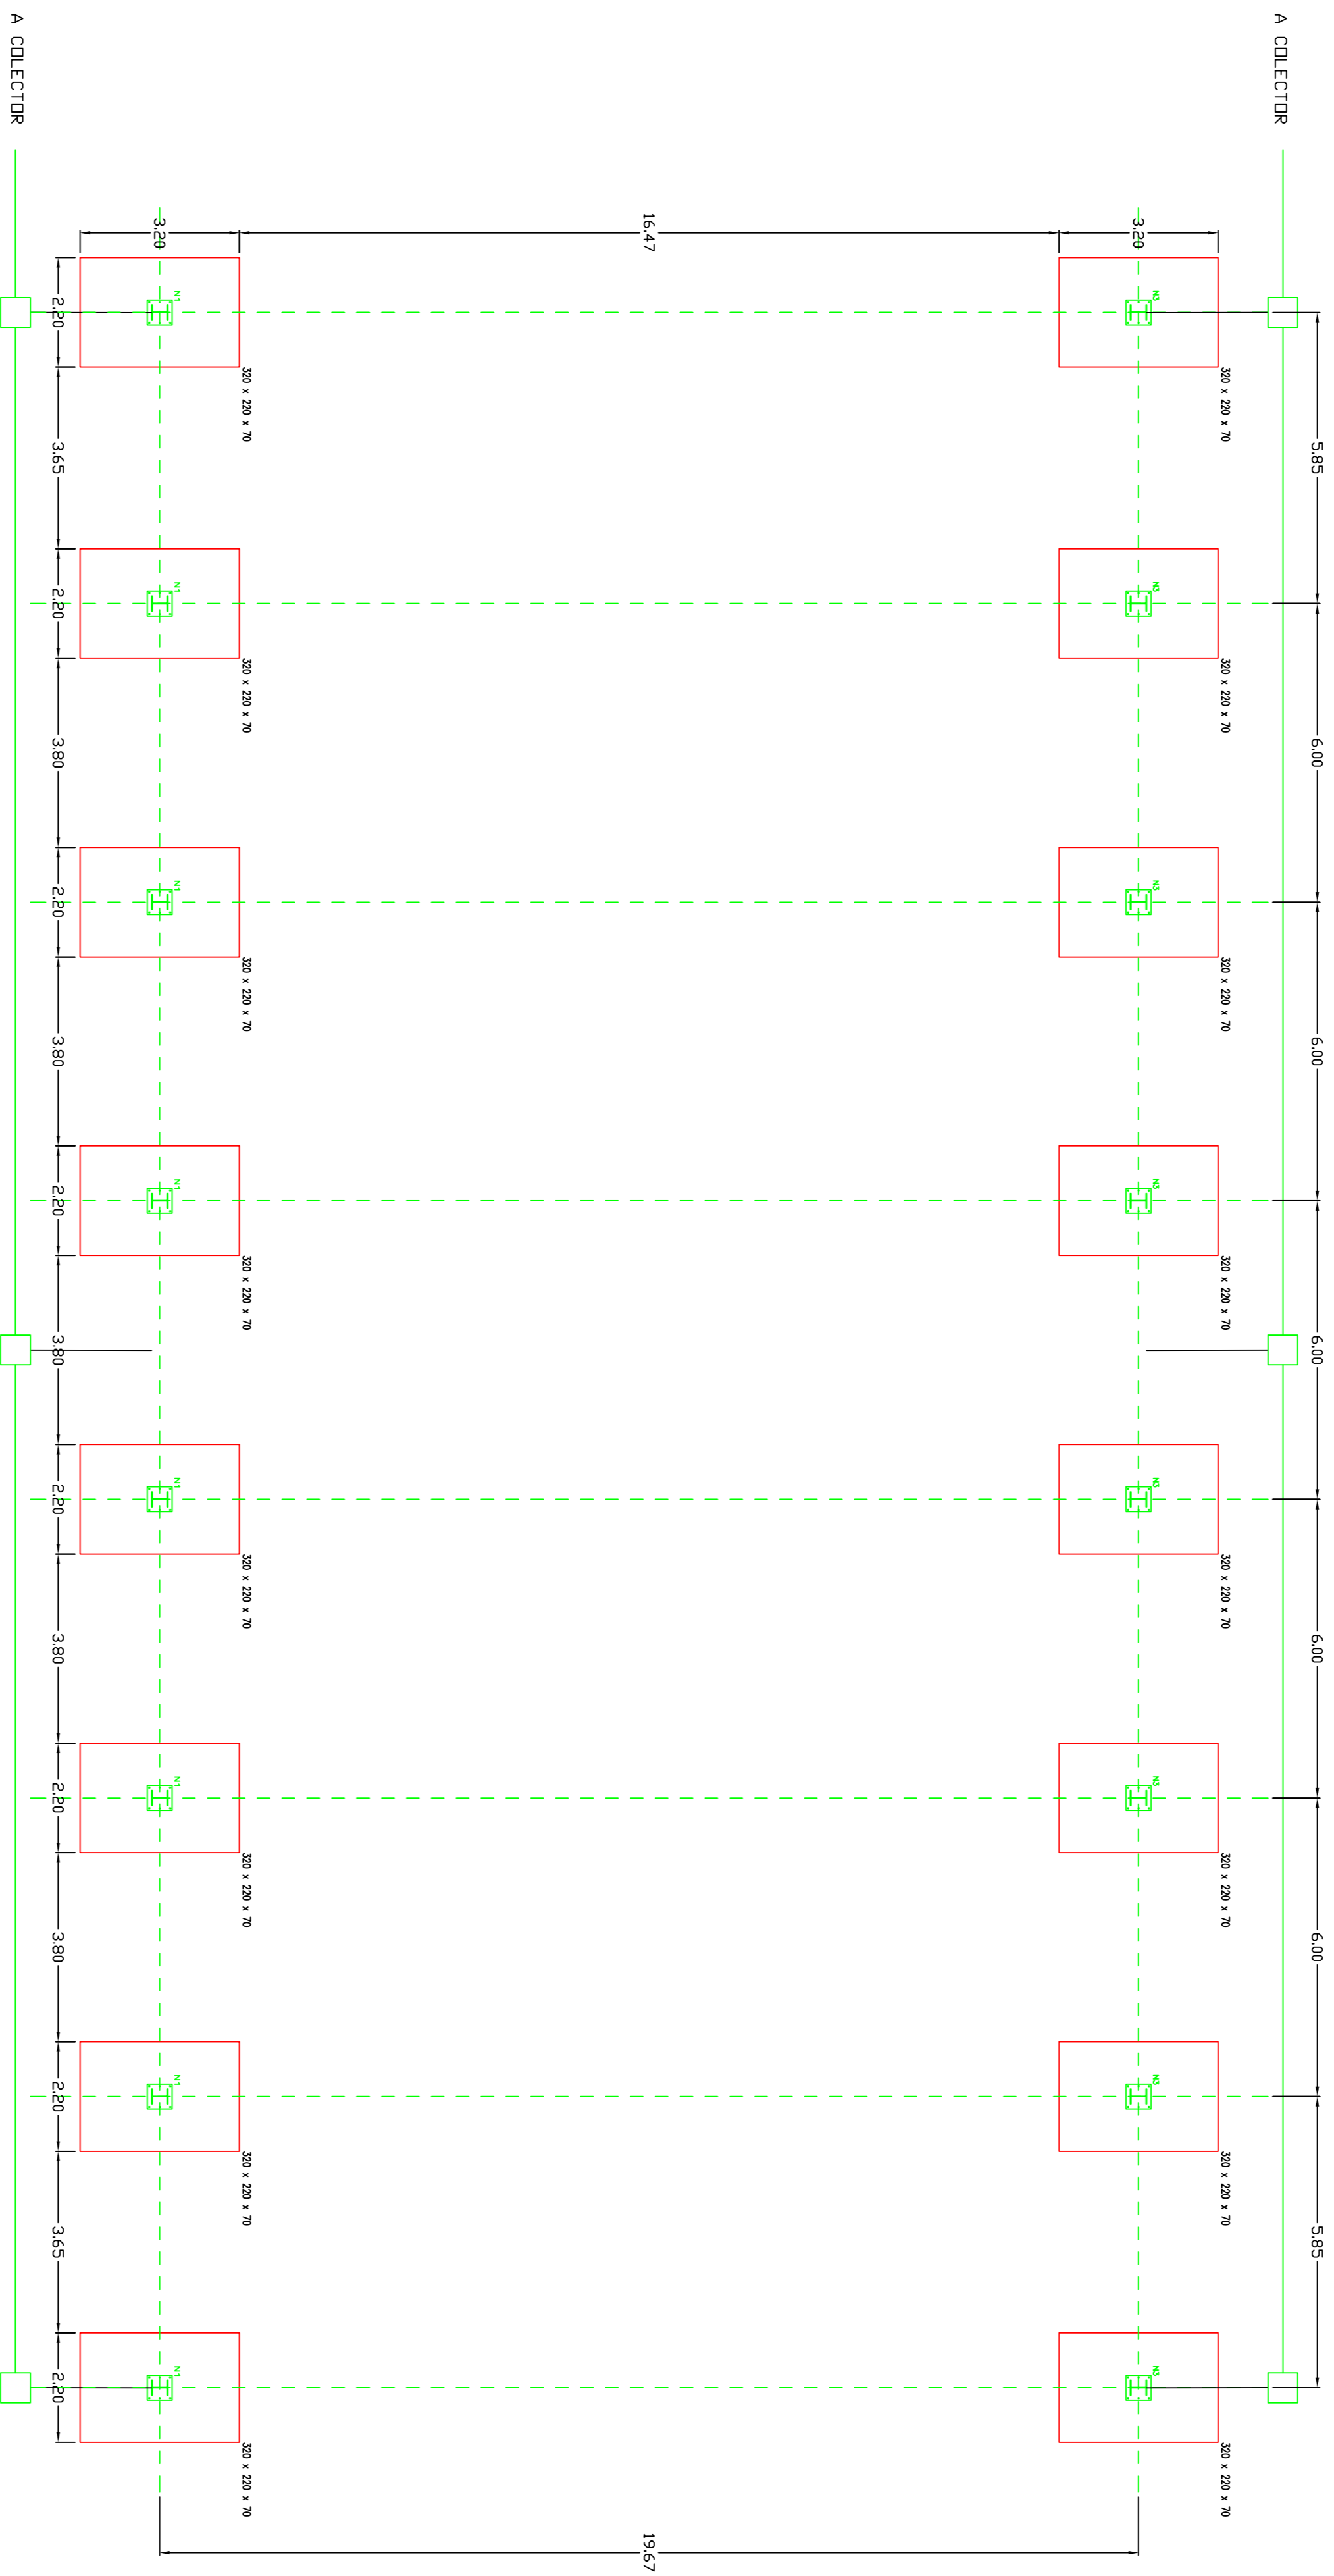 5.85 6.00 6.00 6.00 6.00 6.00 5.85
A COLECTOR
320 x 220 x 70 320 x 220 x 70 320 x 220 x 70 320 x 220 x 70 320 x 220 x 70 320 x 220 x 70 320 x 220 x 70 320 x 220 x 70
N3 N3 N3 N3 N3 N3 N3 N3
3.20
16.47 19.67
320 x 220 x 70 320 x 220 x 70 320 x 220 x 70 320 x 220 x 70 320 x 220 x 70 320 x 220 x 70 320 x 220 x 70 320 x 220 x 70
N1 N1 N1 N1 N1 N1 N1 N1
3.20
2.20 3.65 2.20 3.80 2.20 3.80 2.20 3.80 2.20 3.80 2.20 3.80 2.20 3.65 2.20
A COLECTOR